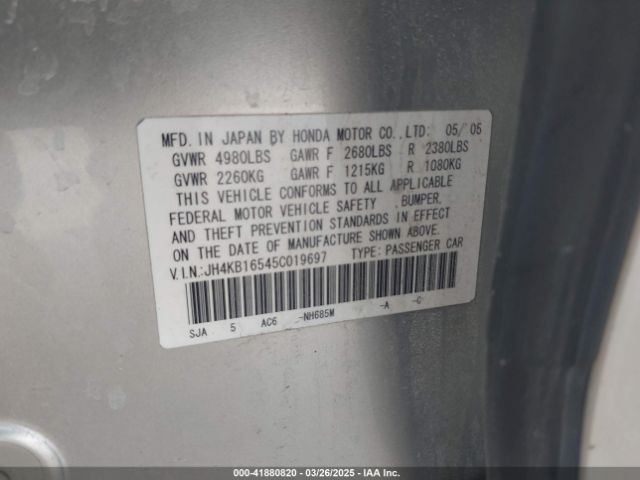 MFD. IN JAPAN BY HONDA MOTOR CO.,LTD: 05/05
GVWR 4980LBS GAWR F 2680LBS R 2380LBS
GVWR 2260KG GAWR F 1215KG R 1080KG
THIS VEHICLE CONFORMS TO ALL APPLICABLE
FEDERAL MOTOR VEHICLE SAFETY , BUMPER,
AND THEFT PREVENTION STANDARDS IN EFFECT
ON THE DATE OF MANUFACTURE SHOWN ABOVE.
V.I.N.:JH4KB16545C019697 TYPE: PASSENGER CAR
SJA 5 AC6 -NH685M -A -C
000-41880820 | 03/26/2025 | IAA Inc.